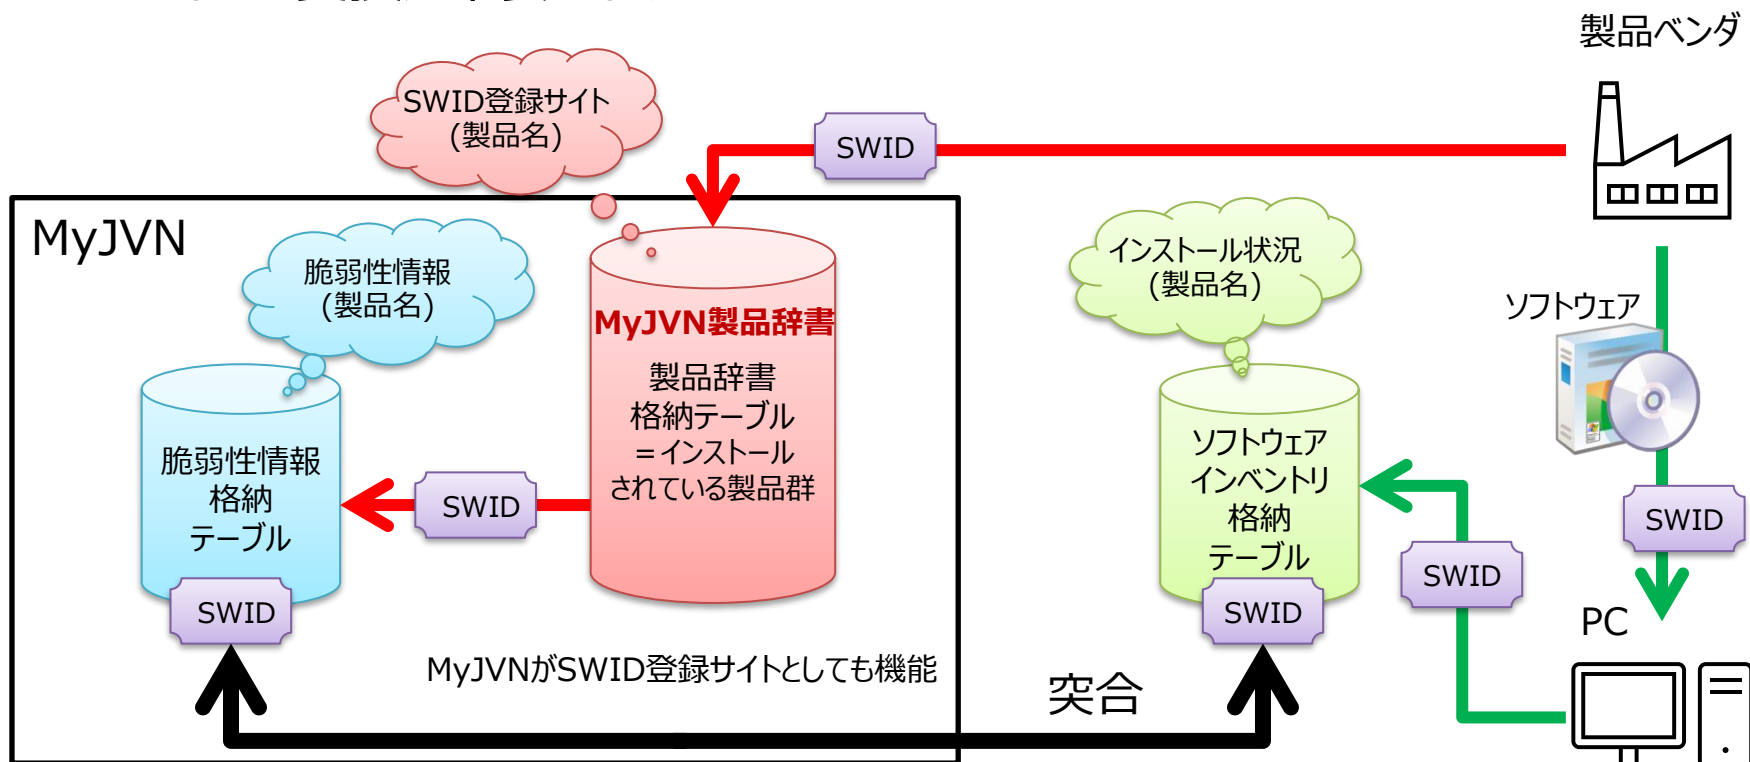 製品ベンダ
SWID登録サイト
(製品名)
SWID
MyJVN
脆弱性情報
(製品名)
インストール状況
(製品名)
MyJVN製品辞書
製品辞書
格納テーブル
=インストール
されている製品群
ソフトウェア
脆弱性情報
格納
テーブル
SWID
SWID
ソフトウェア
インベントリ
格納
テーブル
SWID
SWID
SWID
SWID
PC
MyJVNがSWID登録サイトとしても機能
突合